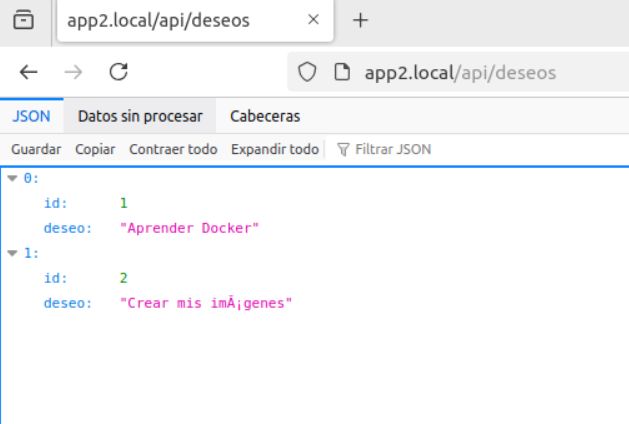 app2.local/api/deseos
app2.local/api/deseos
JSON Datos sin procesar Cabeceras
Guardar Copiar Contraer todo Expandir todo Filtrar JSON
0:
id: 1
deseo: "Aprender Docker"
1:
id: 2
deseo: "Crear mis imÃ¡genes"